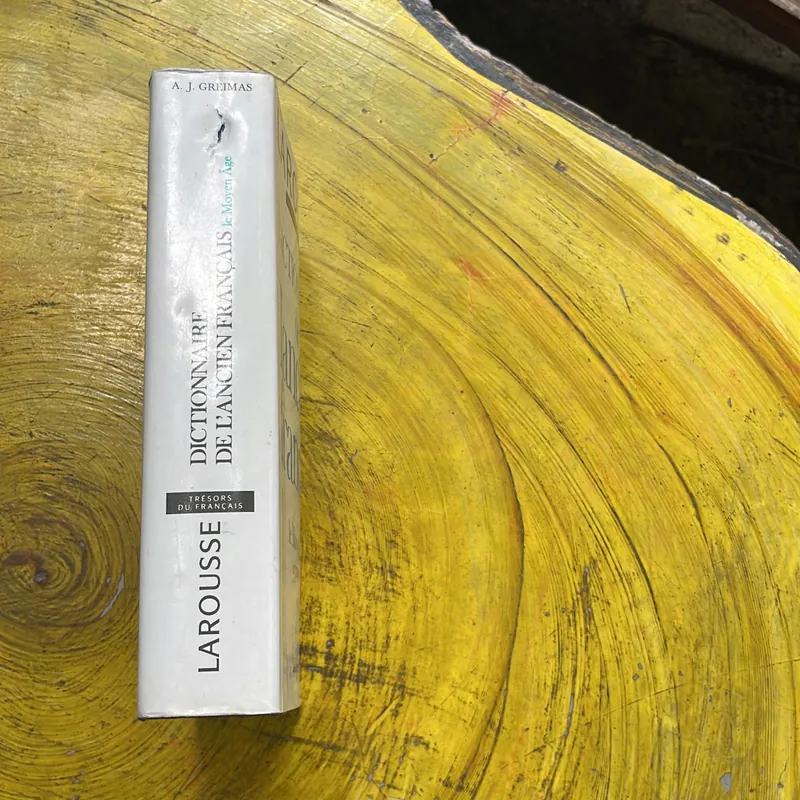 A. J. GREIMAS
DICTIONNAIRE
DE L'ANCIEN FRANÇAIS le Moyen Âge
TRÉSORS
DU FRANÇAIS
LAROUSSE